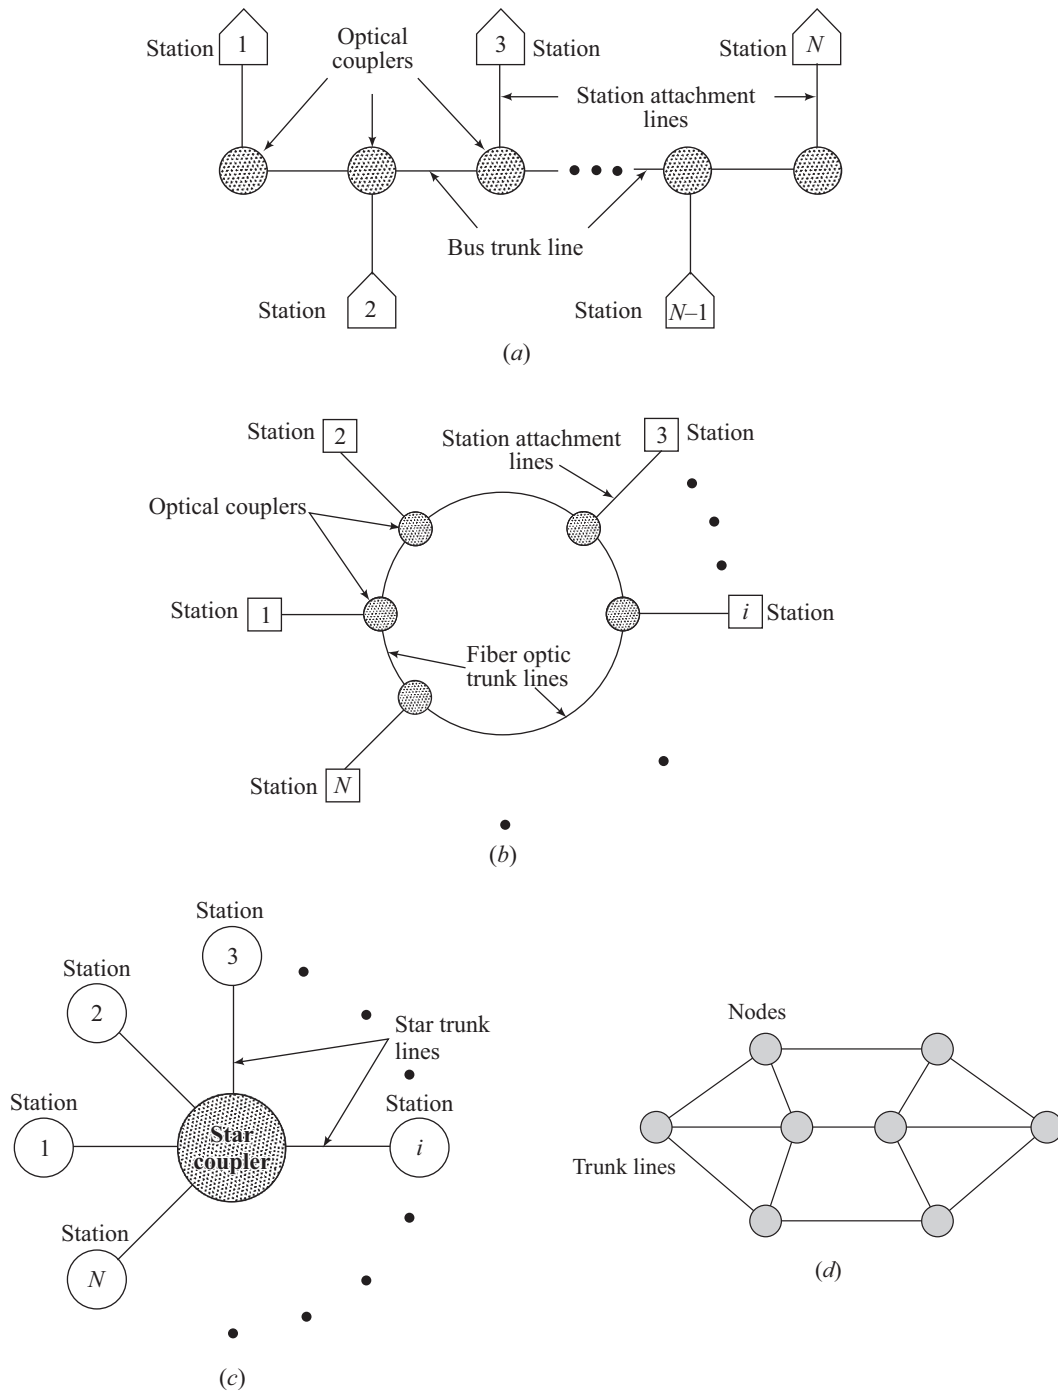 Station 1
Optical couplers
3 Station
Station N
Station attachment lines
Bus trunk line
Station 2
Station N–1
(a)
Station 2
Station attachment lines
3 Station
Optical couplers
Station 1
i Station
Fiber optic trunk lines
Station N
(b)
Station
3
Station
2
Star trunk lines
Station
1
Star coupler
Station
i
Station
N
(c)
Nodes
Trunk lines
(d)